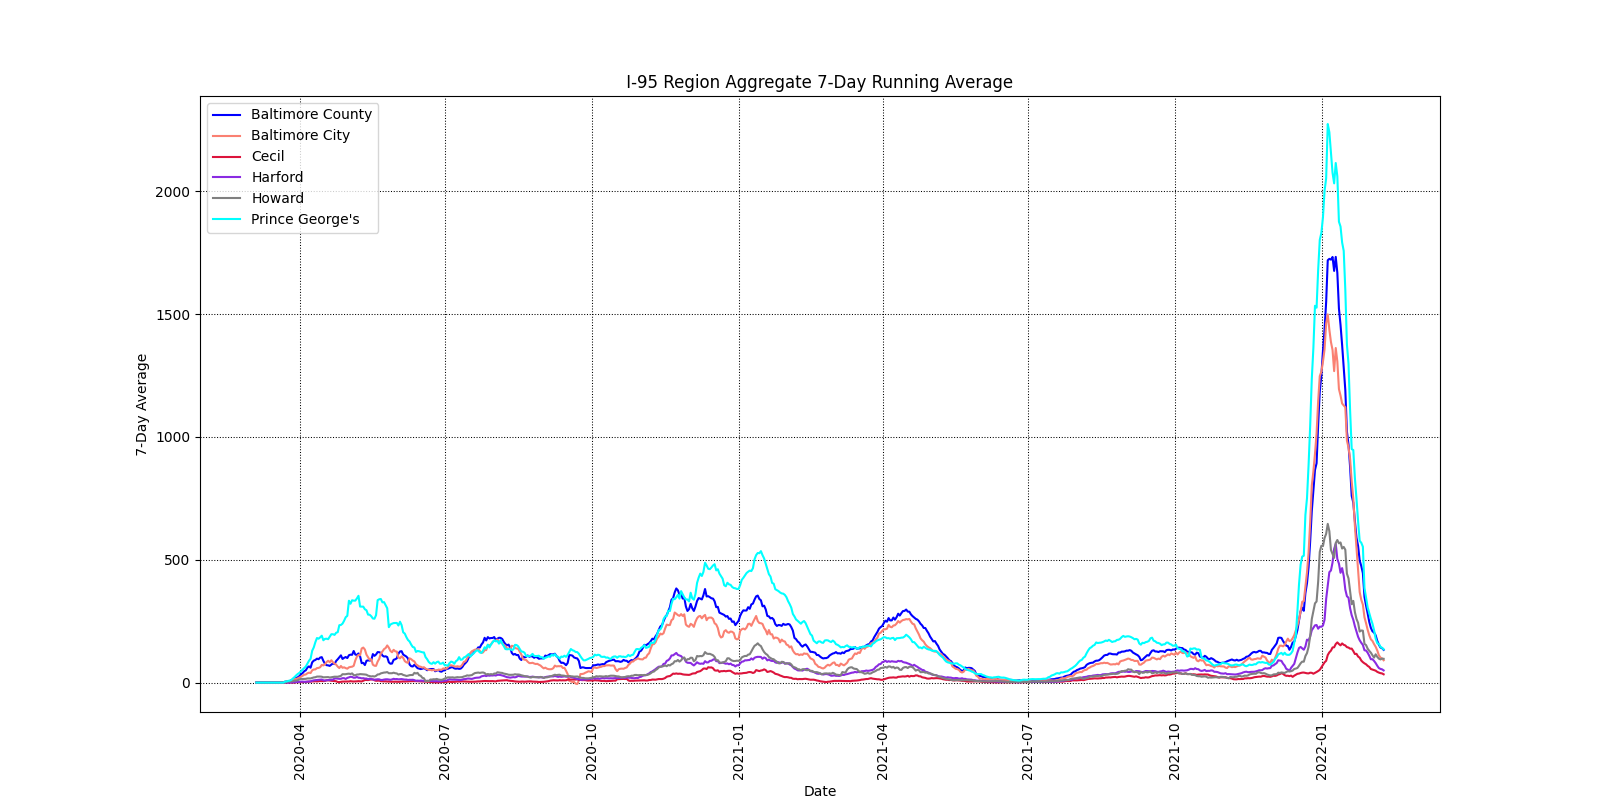 I-95 Region Aggregate 7-Day Running Average
Baltimore County
Baltimore City
Cecil
Harford
Howard
Prince George's
7-Day Average
2000
1500
1000
500
0
2020-04
2020-07
2020-10
2021-01
2021-04
2021-07
2021-10
2022-01
Date